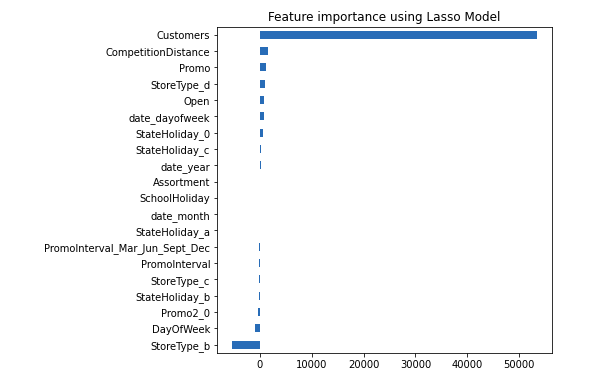 Feature importance using Lasso Model
Customers
CompetitionDistance
Promo
StoreType_d
Open
date_dayofweek
StateHoliday_0
StateHoliday_c
date_year
Assortment
SchoolHoliday
date_month
StateHoliday_a
PromoInterval_Mar_Jun_Sept_Dec
PromoInterval
StoreType_c
StateHoliday_b
Promo2_0
DayOfWeek
StoreType_b
0 10000 20000 30000 40000 50000